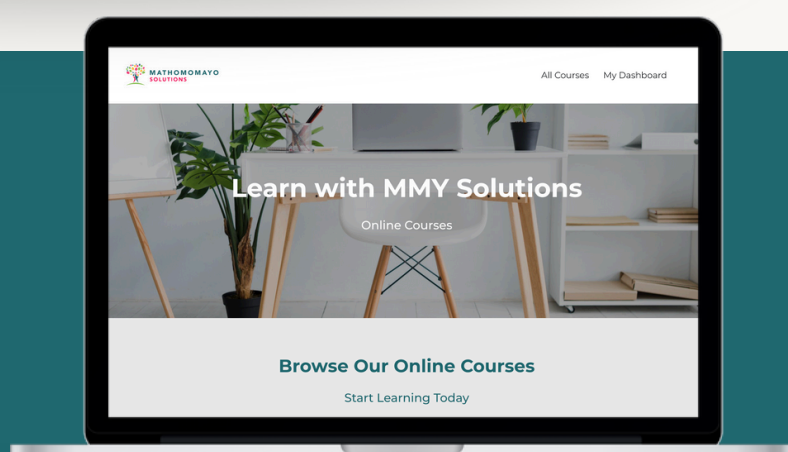 MATHOMOMAYO
SOLUTIONS
All Courses My Dashboard
Learn with MMY Solutions
Online Courses
Browse Our Online Courses
Start Learning Today